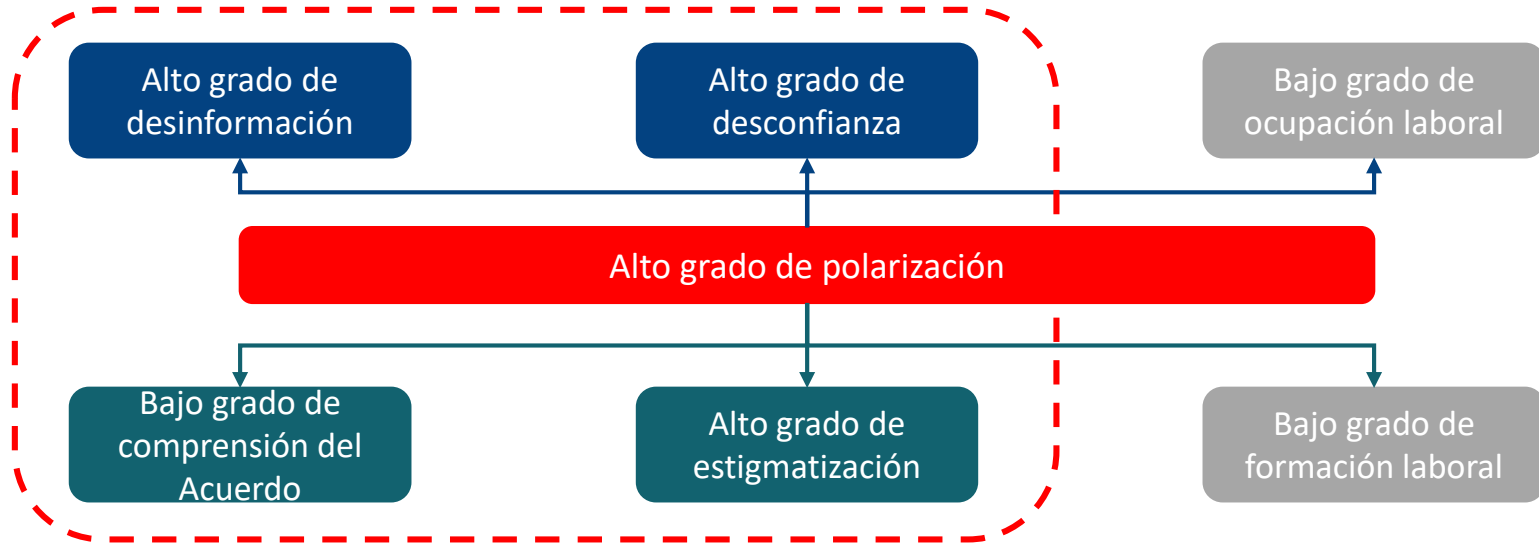 Alto grado de
desinformación
Alto grado de
desconfianza
Bajo grado de
ocupación laboral
Alto grado de polarización
Bajo grado de
comprensión del
Acuerdo
Alto grado de
estigmatización
Bajo grado de
formación laboral